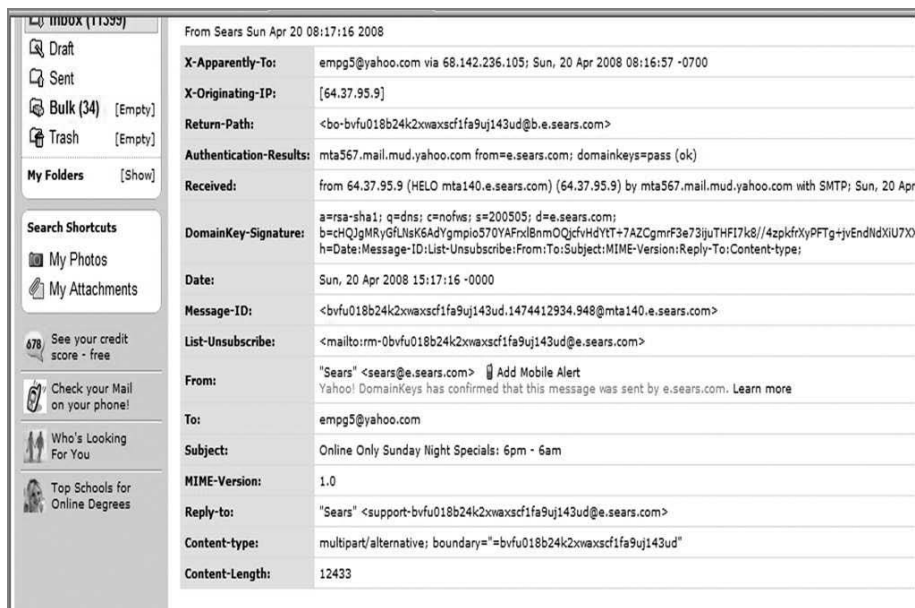 Inbox (11399)
Draft
Sent
Bulk (34) [Empty]
Trash [Empty]
My Folders [Show]
Search Shortcuts
My Photos
My Attachments
678
See your credit
score - free
Check your Mail
on your phone!
Who's Looking
For You
Top Schools for
Online Degrees
From Sears Sun Apr 20 08:17:16 2008
X-Apparently-To: empg5@yahoo.com via 68.142.236.105; Sun, 20 Apr 2008 08:16:57 -0700
X-Originating-IP: [64.37.95.9]
Return-Path: <bo-bvfu018b24k2xwaxscf1fa9uj143ud@b.e.sears.com>
Authentication-Results: mta567.mail.mud.yahoo.com from=e.sears.com; domainkeys=pass (ok)
Received: from 64.37.95.9 (HELO mta140.e.sears.com) (64.37.95.9) by mta567.mail.mud.yahoo.com with SMTP; Sun, 20 Apr
a=rsa-sha1; q=dns; c=nofws; s=200505; d=e.sears.com;
DomainKey-Signature: b=cHQJgMRyGfLNsK6AdYgmpio570YAFrxlBnmOQjcfvHdYtT+7AZCgmrF3e73ijuTHFI7k8//4zpkfrXyPFTg+jvEndNdXiU7XX
h=Date:Message-ID:List-Unsubscribe:From:To:Subject:MIME-Version:Reply-To:Content-type;
Date: Sun, 20 Apr 2008 15:17:16 -0000
Message-ID: <bvfu018b24k2xwaxscf1fa9uj143ud.1474412934.948@mta140.e.sears.com>
List-Unsubscribe: <mailto:rm-0bvfu018b24k2xwaxscf1fa9uj143ud@e.sears.com>
From: "Sears" <sears@e.sears.com> Add Mobile Alert
Yahoo! DomainKeys has confirmed that this message was sent by e.sears.com. Learn more
To: empg5@yahoo.com
Subject: Online Only Sunday Night Specials: 6pm - 6am
MIME-Version: 1.0
Reply-to: "Sears" <support-bvfu018b24k2xwaxscf1fa9uj143ud@e.sears.com>
Content-type: multipart/alternative; boundary="=bvfu018b24k2xwaxscf1fa9uj143ud"
Content-Length: 12433